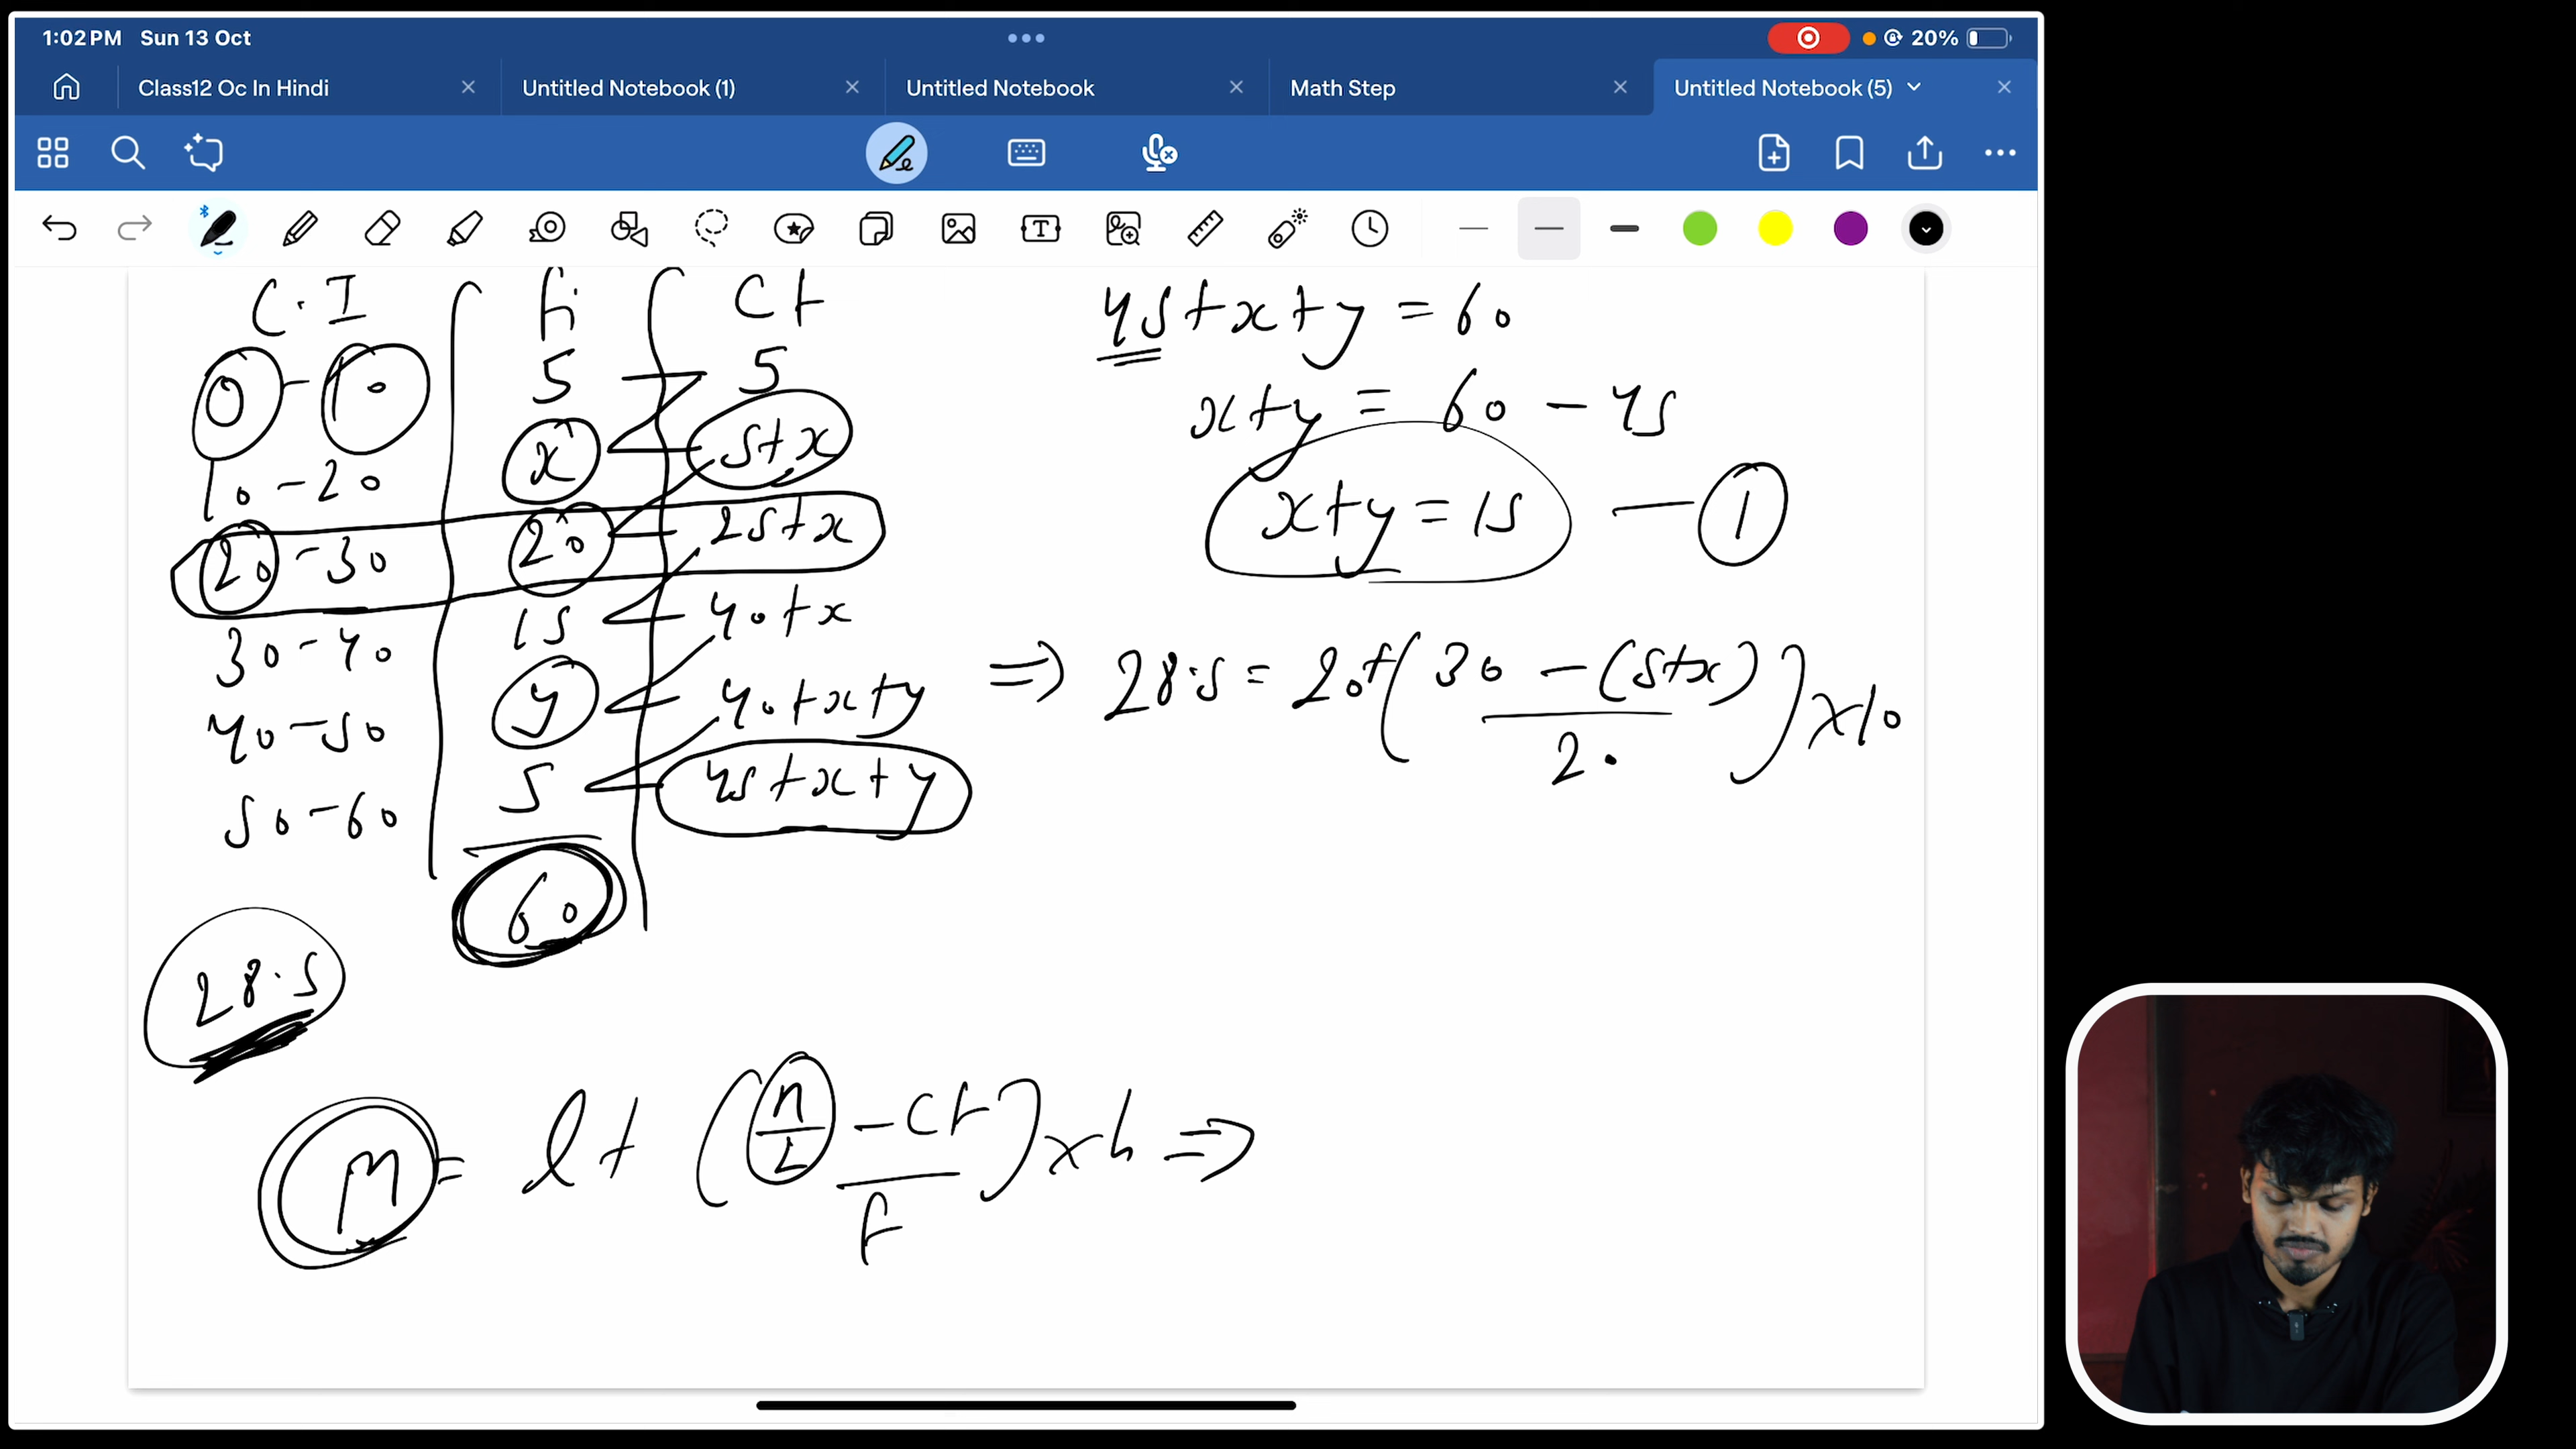 1:02 PM Sun 13 Oct
20%
Class12 Oc In Hindi
Untitled Notebook (1)
Untitled Notebook
Math Step
Untitled Notebook (5)
C.I fi Cf
0-10 5 5
10-20 x 5+x
20-30 20 25+x
30-40 15 40+x
40-50 y 40+x+y
50-60 5 45+x+y
60
28.5
45+x+y = 60
x+y = 60 - 45
x+y = 15 — 1
⇒ 28.5 = 20+(30 - (5+x) / 20) × 10
M = l + (n/2 - cf / f) × h ⇒